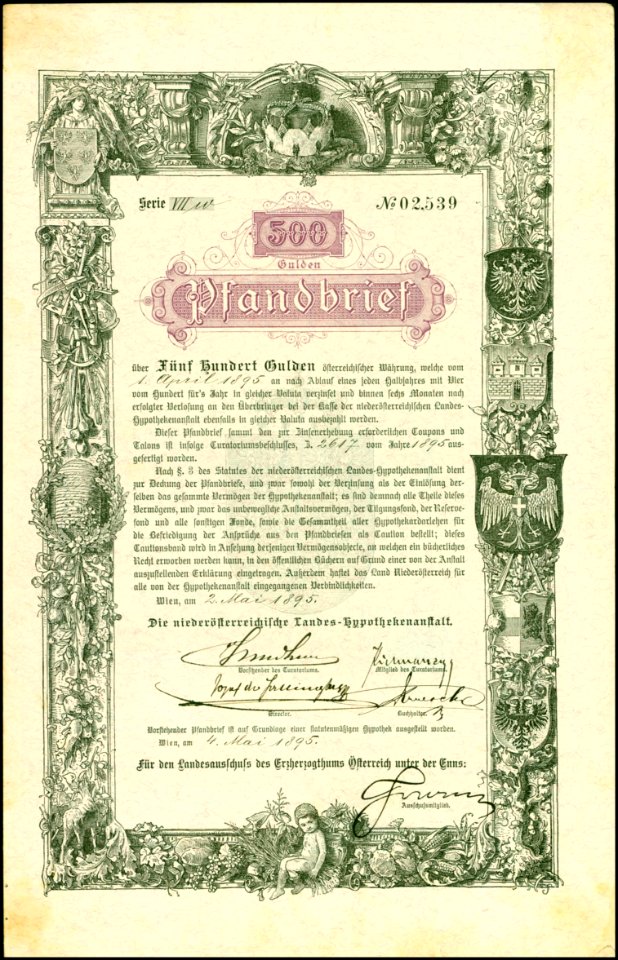 Serie VII w № 02,539
500
Gulden
Pfandbrief
über Fünf Hundert Gulden österreichischer Währung, welche vom
1. April 1895 an nach Ablauf eines jeden Halbjahres mit Vier
vom Hundert für's Jahr in gleicher Valuta verzinset und binnen sechs Monaten nach
erfolgter Verlosung an den Überbringer bei der Kasse der niederösterreichischen Landes-
Hypothekenanstalt ebenfalls in gleicher Valuta ausbezahlt werden.
Dieser Pfandbrief sammt den zur Zinsenerhebung erforderlichen Coupons und
Talons ist infolge Curatoriumsbeschlusses, Z. 2617 vom Jahre 1895 aus-
gefertigt worden.
Nach §. 3 des Statutes der niederösterreichischen Landes-Hypothekenanstalt dient
zur Deckung der Pfandbriefe, und zwar sowohl der Verzinsung als der Einlösung der-
selben das gesammte Vermögen der Hypothekenanstalt; es sind demnach alle Theile dieses
Vermögens, und zwar das unbewegliche Anstaltsvermögen, der Tilgungsfond, der Reserve-
fond und alle sonstigen Fonde, sowie die Gesammtheit aller Hypothekardarlehen für
die Befriedigung der Ansprüche aus den Pfandbriefen als Caution bestellt; dieses
Cautionsband wird in Ansehung derjenigen Vermögensobjecte, an welchen ein bücherliches
Recht erworben werden kann, in den öffentlichen Büchern auf Grund einer von der Anstalt
auszustellenden Erklärung eingetragen. Außerdem haftet das Land Niederösterreich für
alle von der Hypothekenanstalt eingegangenen Verbindlichkeiten.
Wien, am 2. Mai 1895.
Die niederösterreichische Landes-Hypothekenanstalt.
Vorsitzender des Curatoriums. Mitglied des Curatoriums.
Director. Buchhalter.
Vorstehender Pfandbrief ist auf Grundlage einer statutenmäßigen Hypothek ausgestellt worden.
Wien, am 4. Mai 1895.
Für den Landesausschuss des Erzherzogthums Österreich unter der Enns:
Ausschussmitglied.